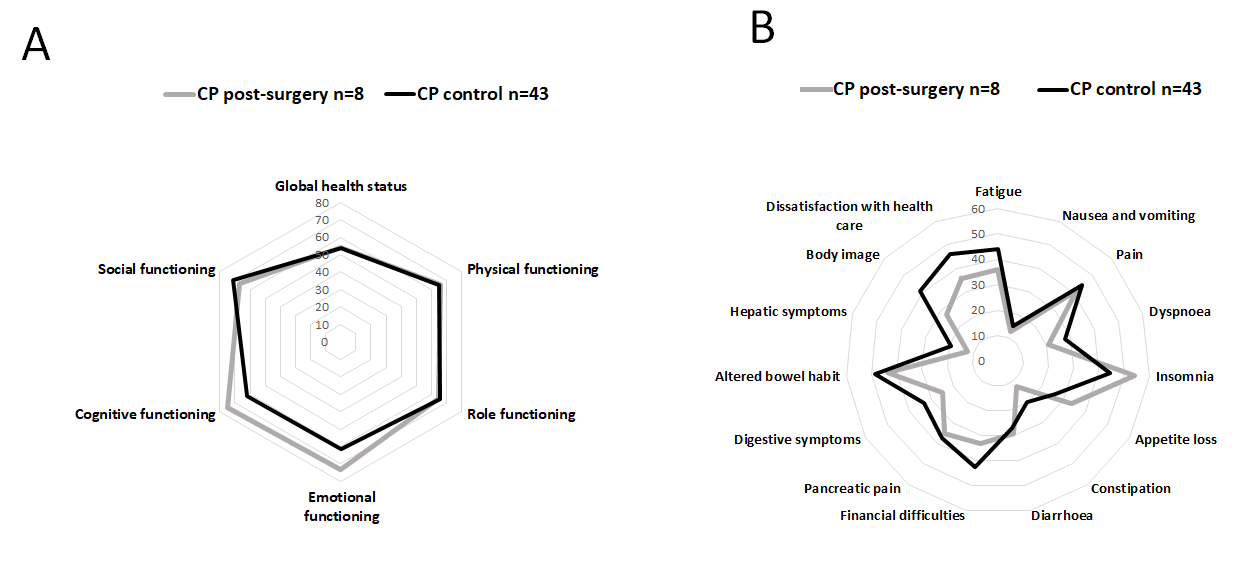 A
CP post-surgery n=8
CP control n=43
Global health status
80
70
60
50
40
30
20
10
0
Physical functioning
Role functioning
Emotional
functioning
Cognitive functioning
Social functioning
B
CP post-surgery n=8
CP control n=43
Fatigue
60
50
40
30
20
10
0
Nausea and vomiting
Pain
Dyspnoea
Insomnia
Appetite loss
Constipation
Diarrhoea
Financial difficulties
Pancreatic pain
Digestive symptoms
Altered bowel habit
Hepatic symptoms
Body image
Dissatisfaction with health
care